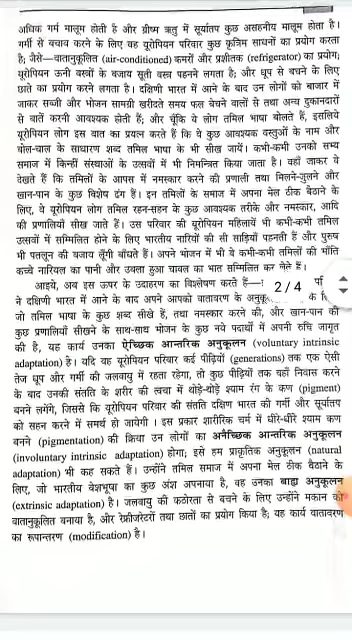 अधिक गर्म मालूम होती है और ग्रीष्म ऋतु में सूर्यातप कुछ असहनीय मालूम होता है।
गर्मी से बचाव करने के लिए वह यूरोपियन परिवार कुछ कृत्रिम साधनों का प्रयोग करता
है; जैसे—वातानुकूलित (air-conditioned) कमरों और प्रशीतक (refrigerator) का प्रयोग;
यूरोपियन ऊनी वस्त्रों के बजाय सूती वस्त्र पहनने लगता है; और धूप से बचने के लिए
छाते का प्रयोग करने लगता है। दक्षिणी भारत में आने के बाद उन लोगों को बाजार में
जाकर सब्जी और भोजन सामग्री खरीदते समय फल बेचने वालों से तथा अन्य दुकानदारों
से बातें करनी आवश्यक होती हैं; और चूँकि ये लोग तमिल भाषा बोलते हैं, इसलिये
यूरोपियन लोग इस बात का प्रयत्न करते हैं कि वे कुछ आवश्यक वस्तुओं के नाम और
बोल-चाल के साधारण शब्द तमिल भाषा के भी सीख जायें। कभी-कभी उनको सभ्य
समाज में किन्हीं संस्थाओं के उत्सवों में भी निमन्त्रित किया जाता है। वहाँ जाकर वे
देखते हैं कि तमिलों के आपस में नमस्कार करने की प्रणाली तथा मिलने-जुलने और
खान-पान के कुछ विशेष ढंग हैं। इन तमिलों के समाज में अपना मेल ठीक बैठाने के
लिए, वे यूरोपियन लोग तमिल रहन-सहन के कुछ आवश्यक तरीके और नमस्कार, आदि
की प्रणालियाँ सीख जाते हैं। उस परिवार की यूरोपियन महिलायें भी कभी-कभी तमिल
उत्सवों में सम्मिलित होने के लिए भारतीय नारियों की सी साड़ियाँ पहनती हैं और पुरुष
भी पतलून की बजाय लुँगी बाँधते हैं। अपने भोजन में भी वे कभी-कभी तमिलों की भाँति
कच्चे नारियल का पानी और उबला हुआ चावल का भात सम्मिलित कर लेते हैं।
आइये, अब इस ऊपर के उदाहरण का विश्लेषण करते हैं—
2 / 4
ने दक्षिणी भारत में आने के बाद अपने आपको वातावरण के
जो तमिल भाषा के कुछ शब्द सीखे हैं, तथा नमस्कार करने की, और खान-पान की
कुछ प्रणालियाँ सीखने के साथ-साथ भोजन के कुछ नये पदार्थों में अपनी रुचि जागृत
की है, यह कार्य उनका ऐच्छिक आन्तरिक अनुकूलन (voluntary intrinsic
adaptation) है। यदि वह यूरोपियन परिवार कई पीढ़ियों (generations) तक एक ऐसी
तेज धूप और गर्मी की जलवायु में रहता रहेगा, तो कुछ पीढ़ियों तक वहाँ निवास करने
के बाद उनकी संतति के शरीर की त्वचा में थोड़े-थोड़े श्याम रंग के कण (pigment)
बनने लगेंगे, जिससे कि यूरोपियन परिवार की संतति दक्षिण भारत की गर्मी और सूर्यातप
को सहन करने में समर्थ हो जायेगी। इस प्रकार शारीरिक चर्म में धीरे-धीरे श्याम कण
बनने (pigmentation) की क्रिया उन लोगों का अनैच्छिक आन्तरिक अनुकूलन
(involuntary intrinsic adaptation) होगा; इसे हम प्राकृतिक अनुकूलन (natural
adaptation) भी कह सकते हैं। उन्होंने तमिल समाज में अपना मेल ठीक बैठाने के
लिए, जो भारतीय वेशभूषा का कुछ अंश अपनाया है, वह उनका बाह्य अनुकूलन
(extrinsic adaptation) है। जलवायु की कठोरता से बचने के लिए उन्होंने मकान को
वातानुकूलित बनाया है, और रेफ्रीजरेटरों तथा छातों का प्रयोग किया है; यह कार्य वातावरण
का रूपान्तरण (modification) है।